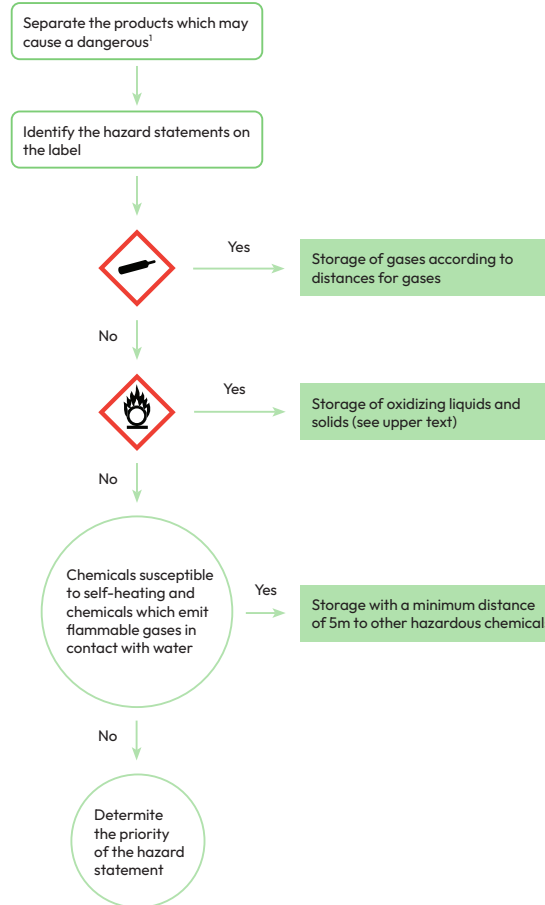 Separate the products which may
cause a dangerous¹
Identify the hazard statements on
the label
Yes
Storage of gases according to
distances for gases
No
Yes
Storage of oxidizing liquids and
solids (see upper text)
No
Chemicals susceptible
to self-heating and
chemicals which emit
flammable gases in
contact with water
Yes
Storage with a minimum distance
of 5m to other hazardous chemical
No
Determite
the priority
of the hazard
statement